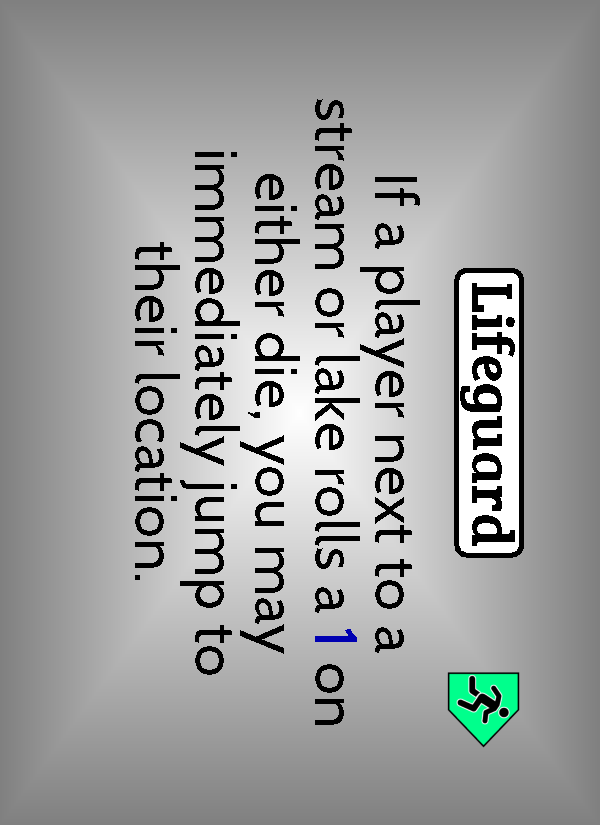 Lifeguard
If a player next to a
stream or lake rolls a 1 on
either die, you may
immediately jump to
their location.